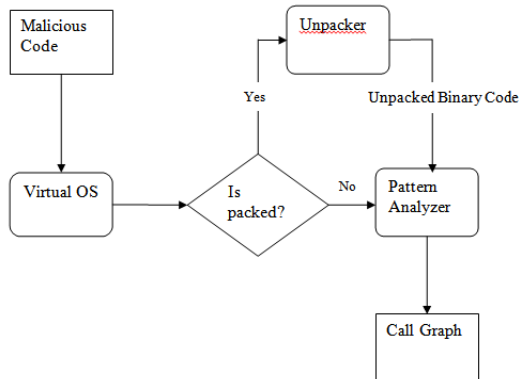 Malicious
Code
Unpacker
Yes
Unpacked Binary Code
Virtual OS
Is
packed?
No
Pattern
Analyzer
Call Graph